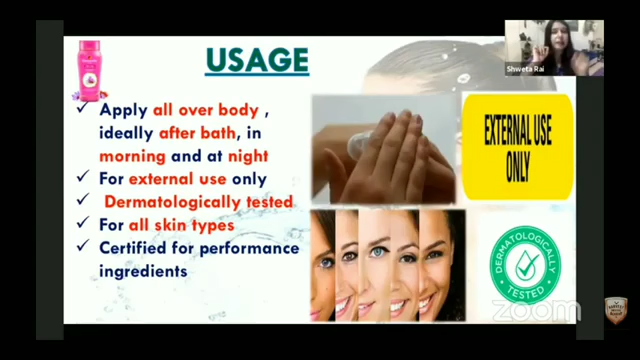 USAGE
Shweta Rai
Apply all over body ,
ideally after bath, in
morning and at night
For external use only
Dermatologically tested
For all skin types
Certified for performance
ingredients
EXTERNAL USE
ONLY
DERMATOLOGICALLY
TESTED
zoom